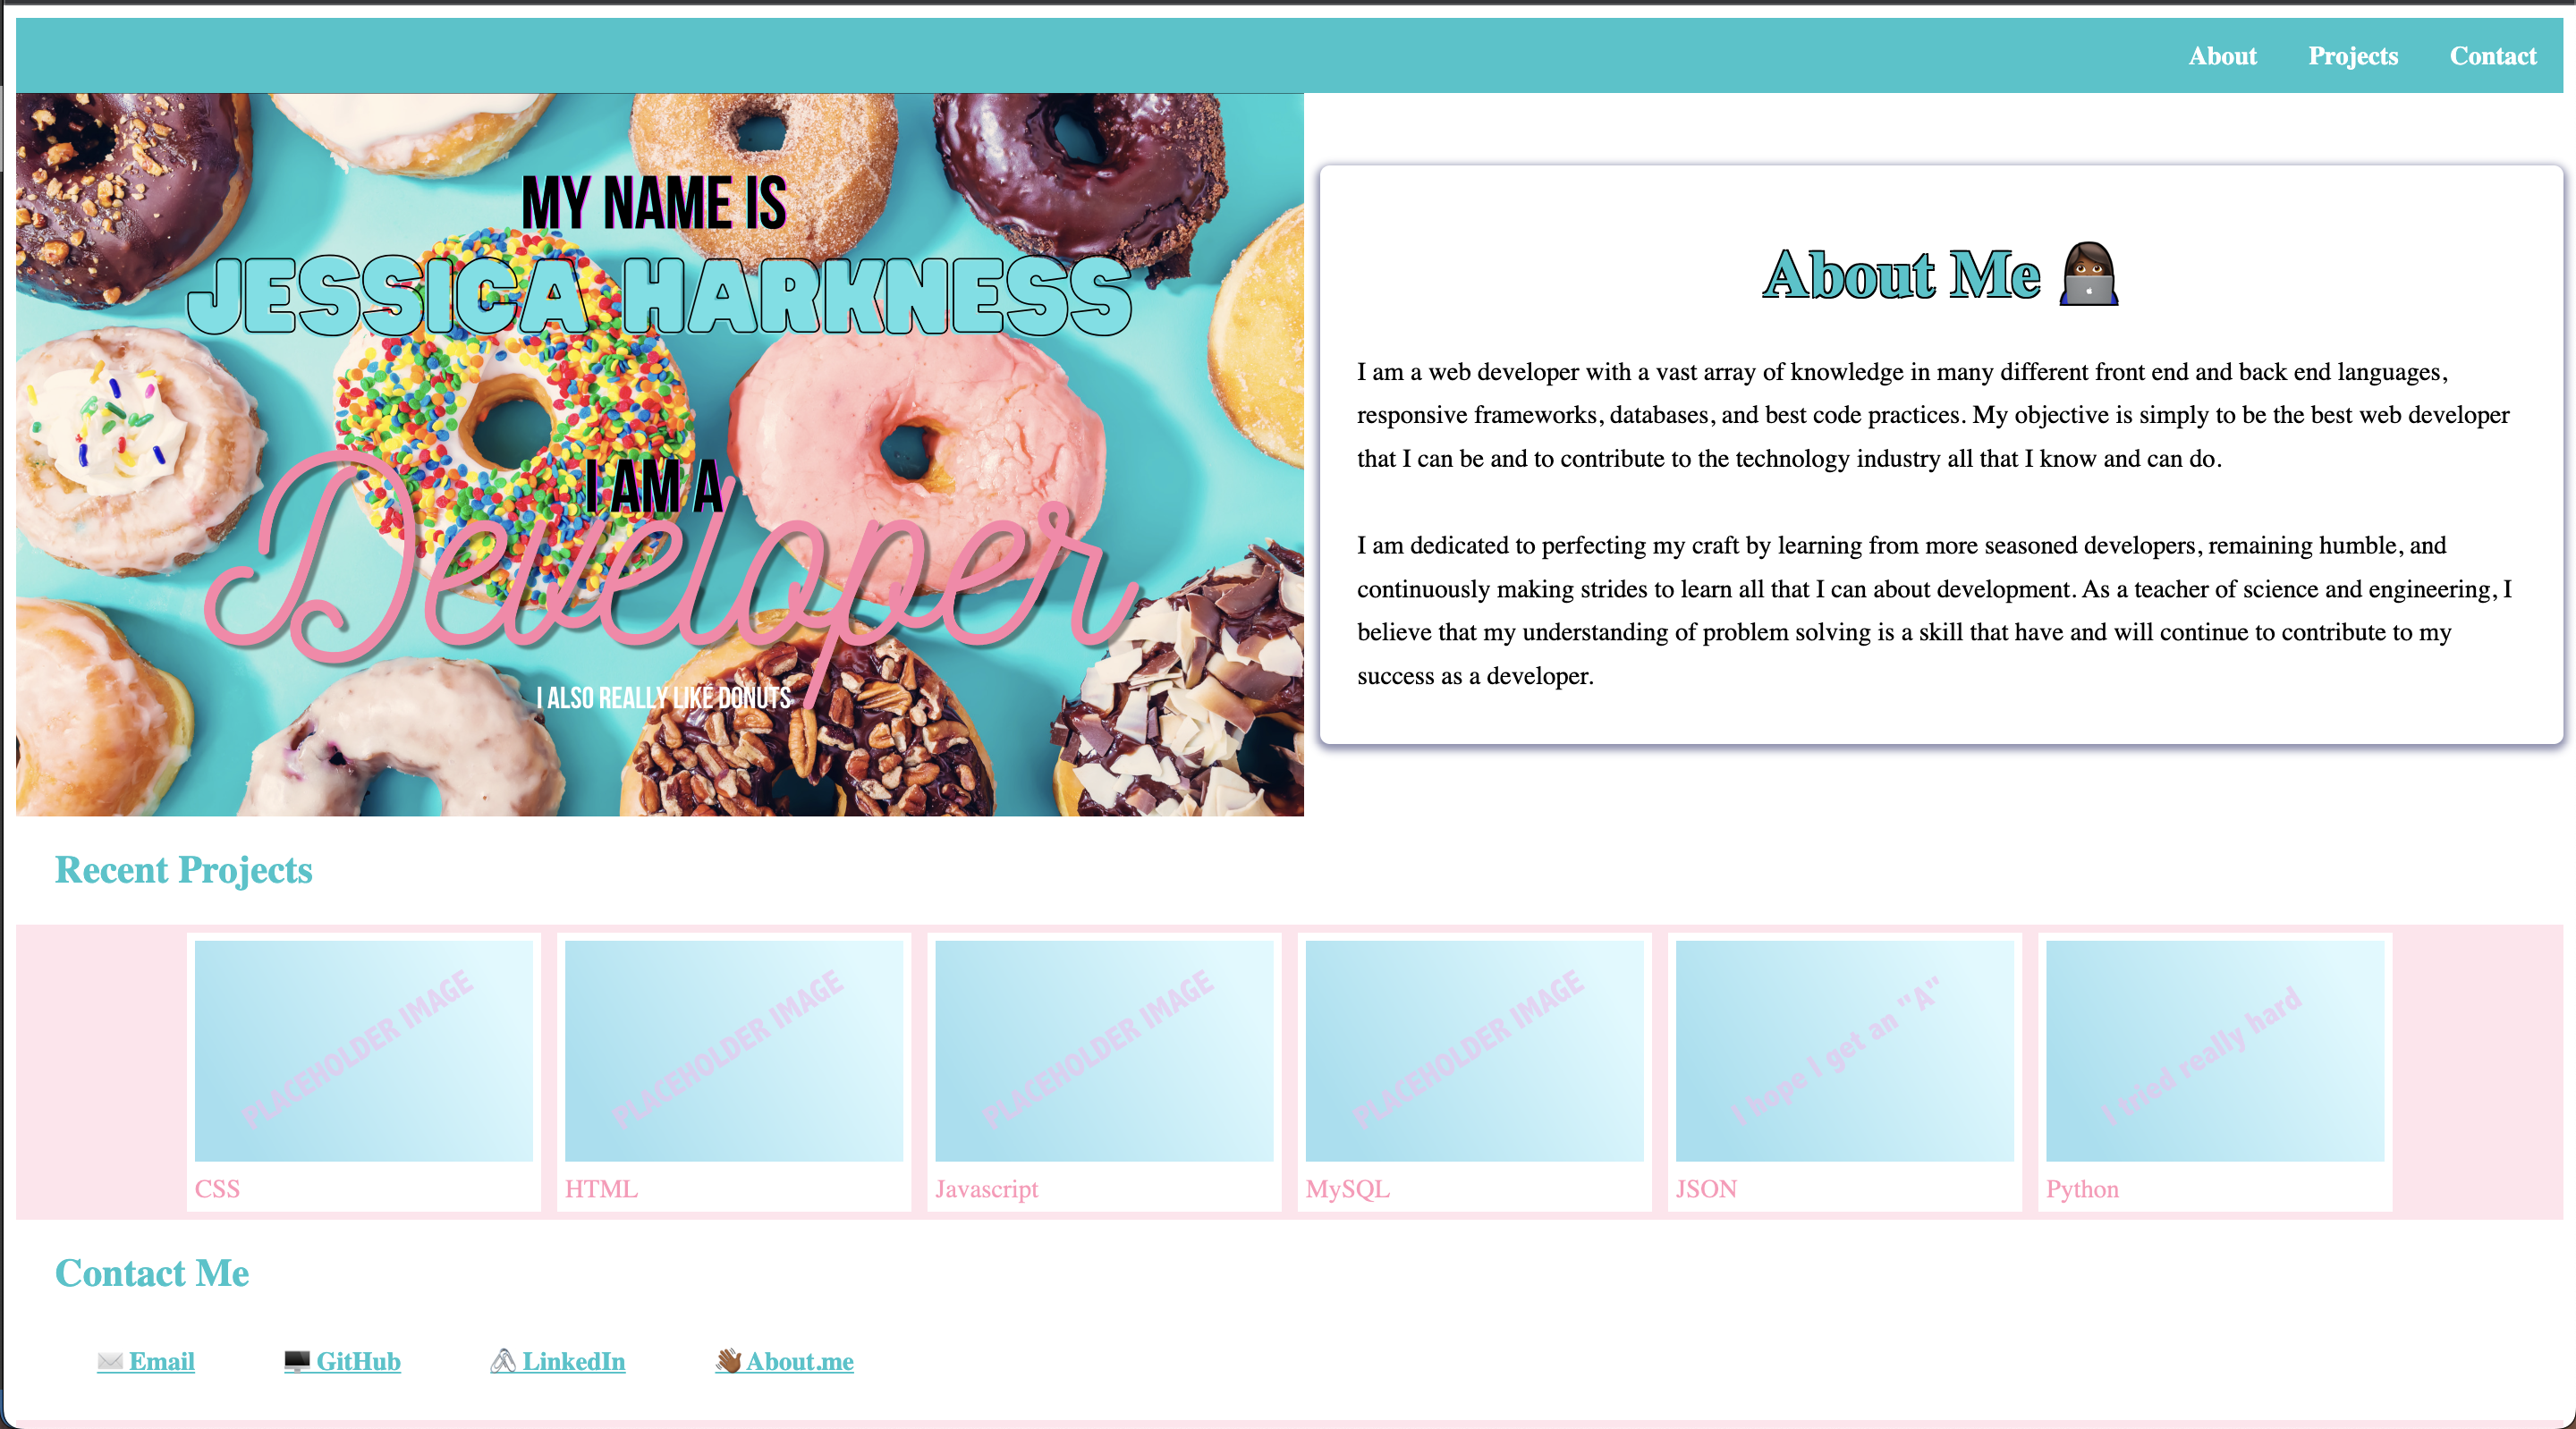 About Projects Contact
MY NAME IS
JESSICA HARKNESS
I AM A
Developer
I ALSO REALLY LIKE DONUTS
About Me
I am a web developer with a vast array of knowledge in many different front end and back end languages,
responsive frameworks, databases, and best code practices. My objective is simply to be the best web developer
that I can be and to contribute to the technology industry all that I know and can do.
I am dedicated to perfecting my craft by learning from more seasoned developers, remaining humble, and
continuously making strides to learn all that I can about development. As a teacher of science and engineering, I
believe that my understanding of problem solving is a skill that have and will continue to contribute to my
success as a developer.
Recent Projects
PLACEHOLDER IMAGE
CSS
PLACEHOLDER IMAGE
HTML
PLACEHOLDER IMAGE
Javascript
PLACEHOLDER IMAGE
MySQL
I hope I get an "A"
JSON
I tried really hard
Python
Contact Me
Email GitHub LinkedIn About.me